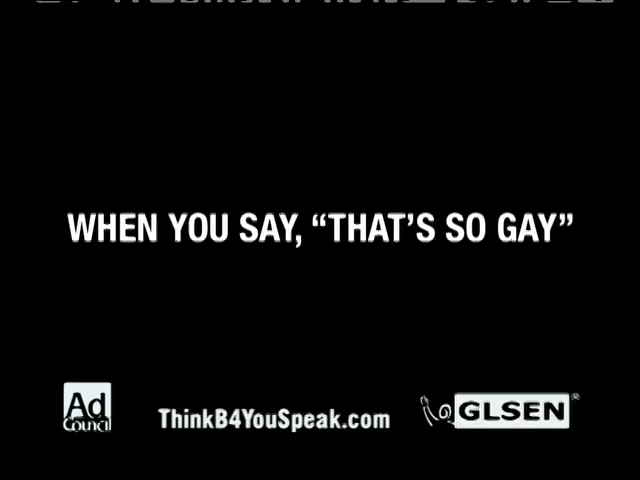 WHEN YOU SAY, “THAT’S SO GAY”
Ad
Council
ThinkB4YouSpeak.com
GLSEN®